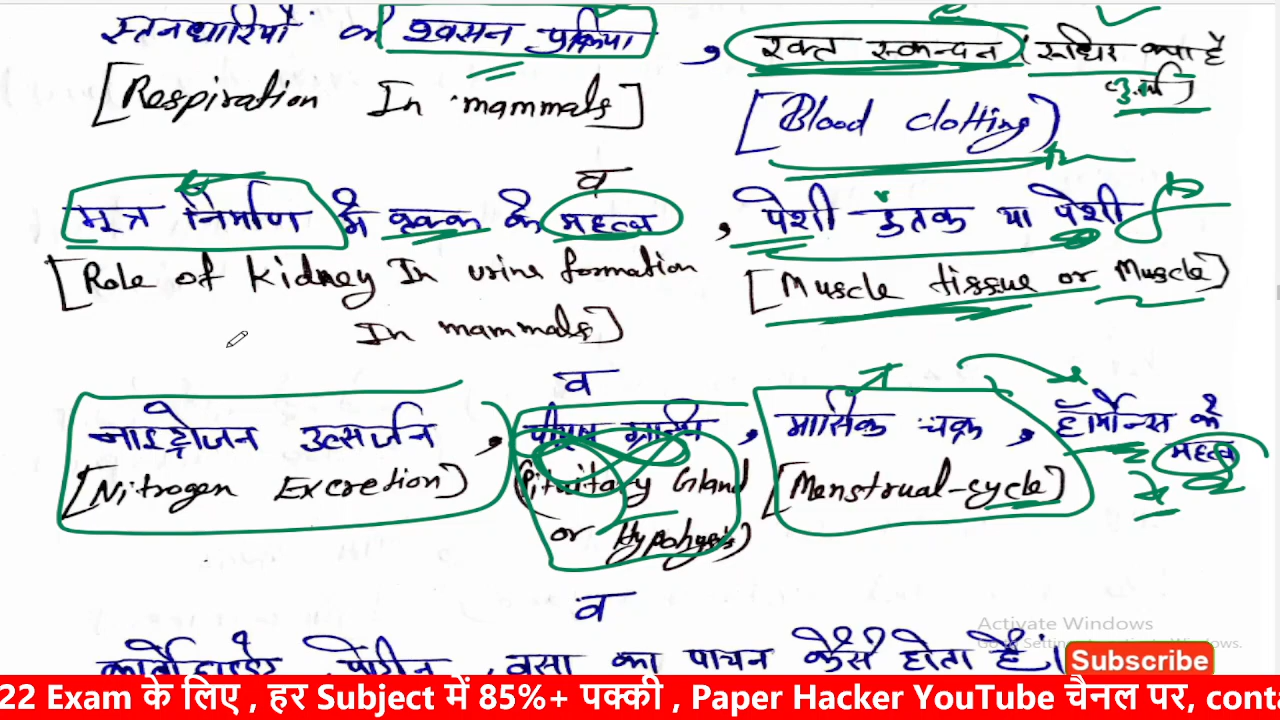 स्तनधारियों की श्वसन प्रक्रिया , रक्त स्कन्दन (रुधिर क्या है
[Respiration In mammals]
[Blood clotting]
व
मूत्र निर्माण में वृक्क के महत्व , पेशी ऊतक या पेशी
[Role of Kidney In urine formation
In mammals]
[Muscle tissue or Muscle]
व
नाइट्रोजन उत्सर्जन , पीयूष ग्रन्थि , मासिक चक्र , हॉर्मोन्स के
महत्व
[Nitrogen Excretion] (Pituitary Gland [Menstrual-cycle]
or Hypohysis)
व
कार्बोहाइड्रेट प्रोटीन , वसा का पाचन कैसे होता है।
Activate Windows
Subscribe
22 Exam के लिए , हर Subject में 85%+ पक्की , Paper Hacker YouTube चैनल पर, cont